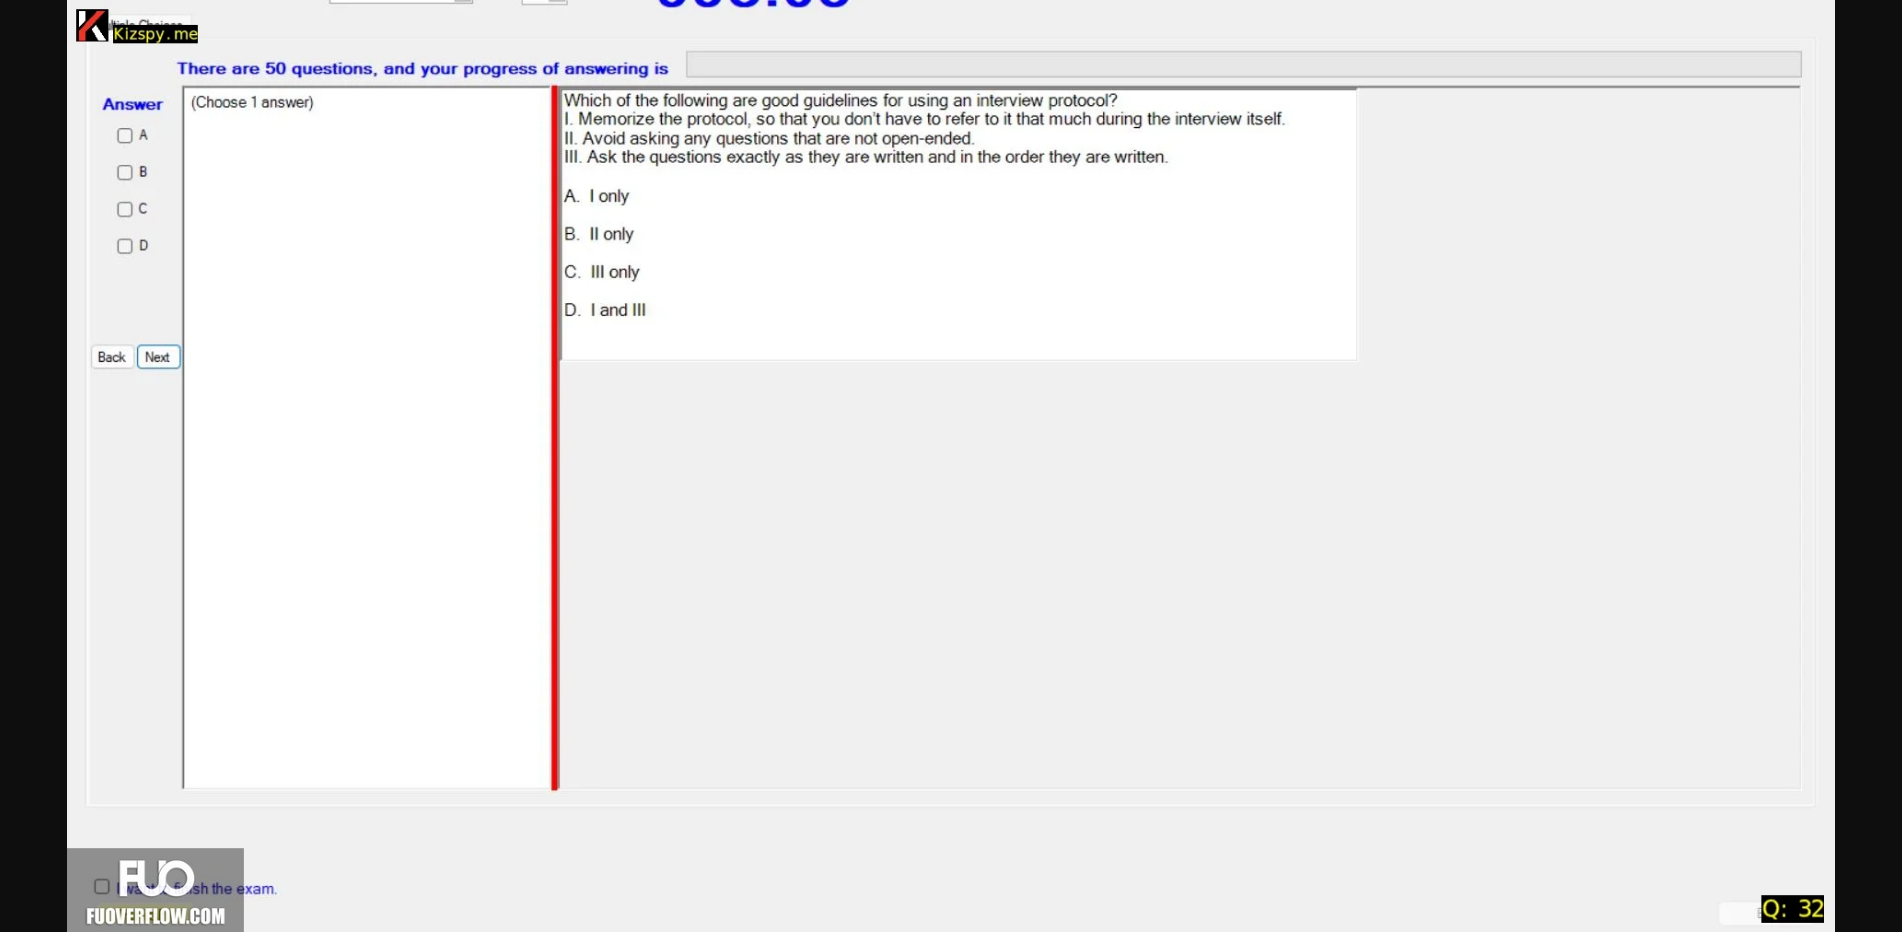 Kizspy.me
There are 50 questions, and your progress of answering is
Answer
(Choose 1 answer)
A
B
C
D
Back
Next
Which of the following are good guidelines for using an interview protocol?
I. Memorize the protocol, so that you don't have to refer to it that much during the interview itself.
II. Avoid asking any questions that are not open-ended.
III. Ask the questions exactly as they are written and in the order they are written.
A. I only
B. II only
C. III only
D. I and III
the exam.
FUO
FUOVERFLOW.COM
Q: 32